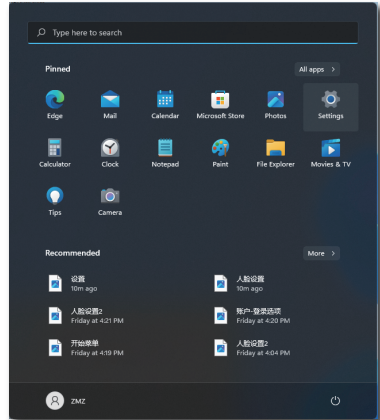 Type here to search
Pinned
All apps >
Edge
Mail
Calendar
Microsoft Store
Photos
Settings
Calculator
Clock
Notepad
Paint
File Explorer
Movies & TV
Tips
Camera
Recommended
More >
设置
10m ago
人脸设置
10m ago
人脸设置2
Friday at 4:21 PM
账户-登录选项
Friday at 4:20 PM
开始菜单
Friday at 4:19 PM
人脸设置2
Friday at 4:04 PM
ZMZ